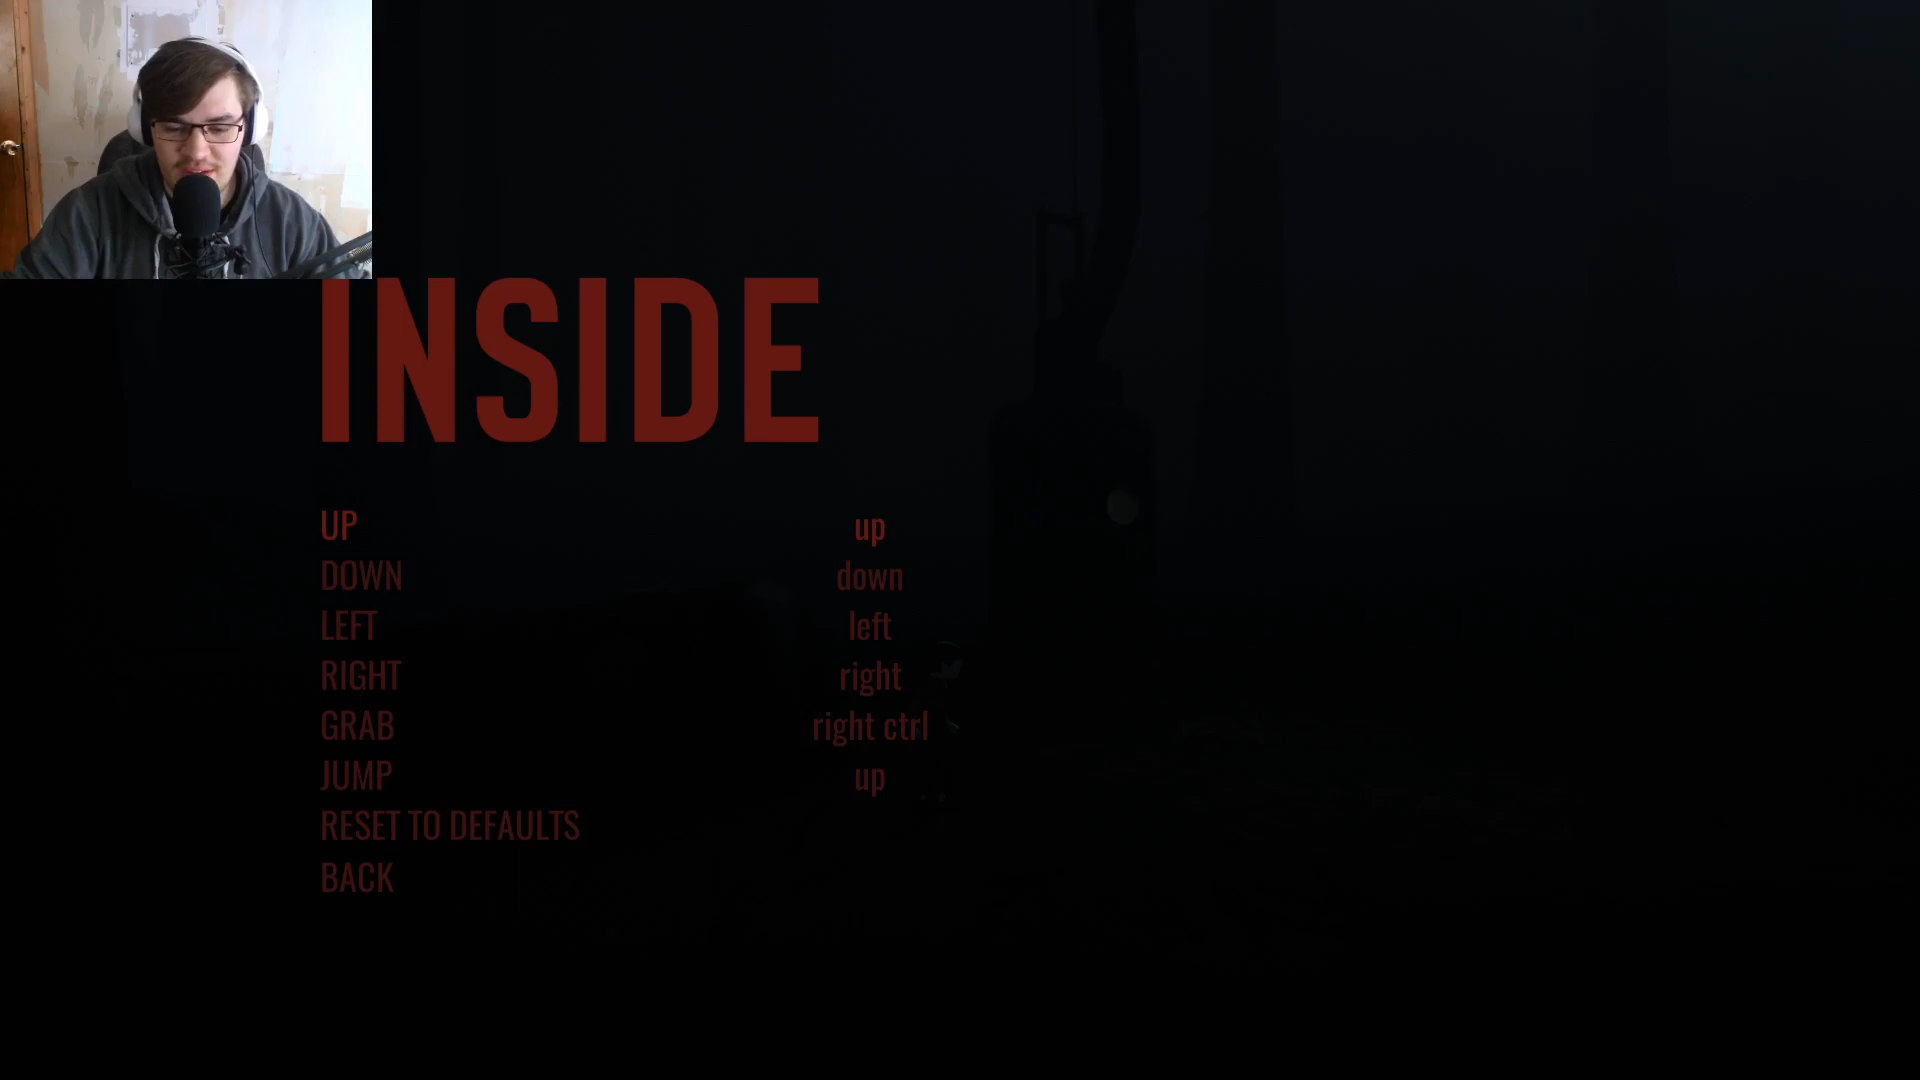 INSIDE
UP up
DOWN down
LEFT left
RIGHT right
GRAB right ctrl
JUMP up
RESET TO DEFAULTS
BACK